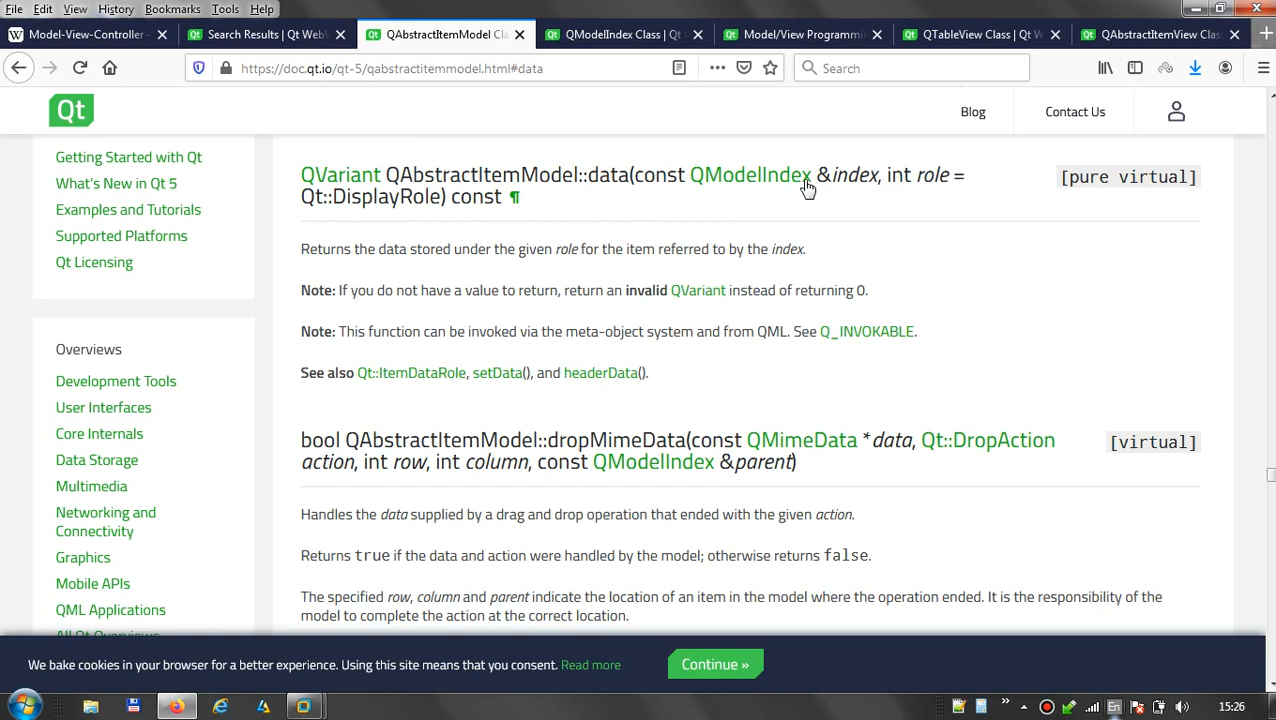 File Edit View History Bookmarks Tools Help
Model-View-Controller - Search Results | Qt WebV QAbstractItemModel Cla QModelIndex Class | Qt C Model/View Programmin QTableView Class | Qt W QAbstractItemView Class
https://doc.qt.io/qt-5/qabstractitemmodel.html#data Search
Qt Blog Contact Us
Getting Started with Qt
What's New in Qt 5
Examples and Tutorials
Supported Platforms
Qt Licensing
Overviews
Development Tools
User Interfaces
Core Internals
Data Storage
Multimedia
Networking and
Connectivity
Graphics
Mobile APIs
QML Applications
All Qt Overviews
QVariant QAbstractItemModel::data(const QModelIndex &index, int role = [pure virtual]
Qt::DisplayRole) const ¶
Returns the data stored under the given role for the item referred to by the index.
Note: If you do not have a value to return, return an invalid QVariant instead of returning 0.
Note: This function can be invoked via the meta-object system and from QML. See Q_INVOKABLE.
See also Qt::ItemDataRole, setData(), and headerData().
bool QAbstractItemModel::dropMimeData(const QMimeData *data, Qt::DropAction [virtual]
action, int row, int column, const QModelIndex &parent)
Handles the data supplied by a drag and drop operation that ended with the given action.
Returns true if the data and action were handled by the model; otherwise returns false.
The specified row, column and parent indicate the location of an item in the model where the operation ended. It is the responsibility of the
model to complete the action at the correct location.
We bake cookies in your browser for a better experience. Using this site means that you consent. Read more Continue »
En 15:26